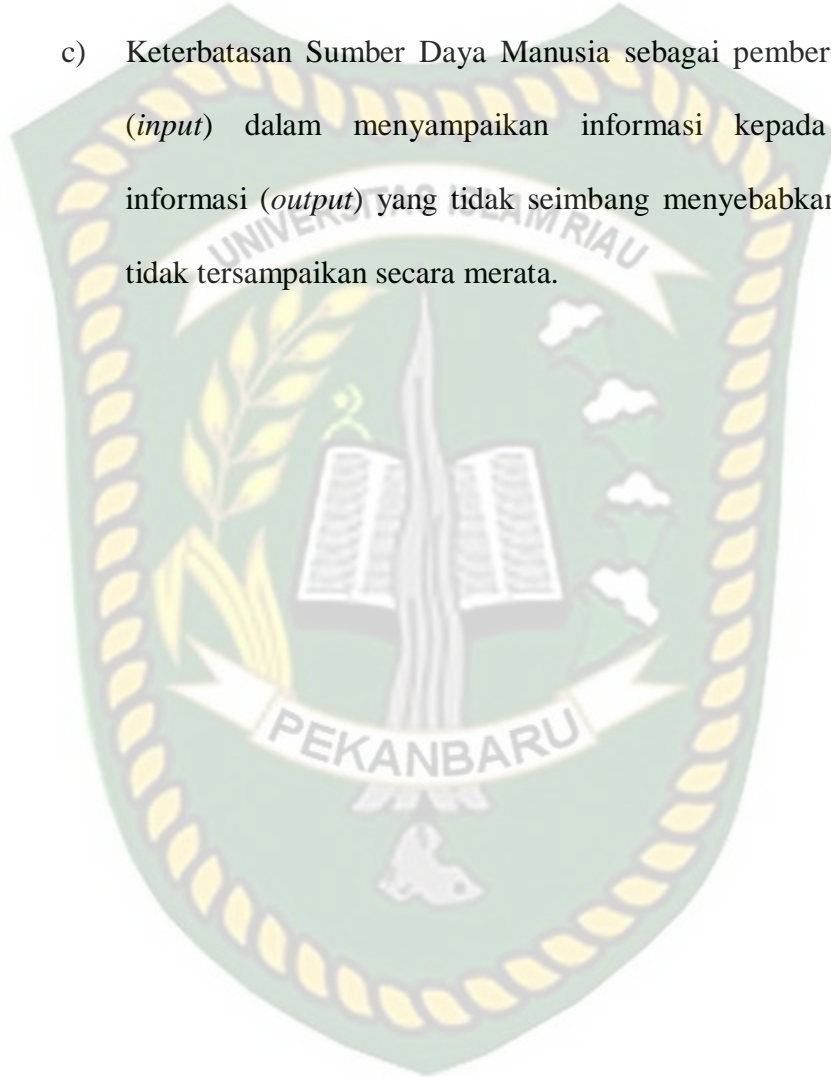 c) Keterbatasan Sumber Daya Manusia sebagai pember
(input) dalam menyampaikan informasi kepada
informasi (output) yang tidak seimbang menyebabkan
tidak tersampaikan secara merata.
UNIVERSITAS ISLAM RIAU
PEKANBARU